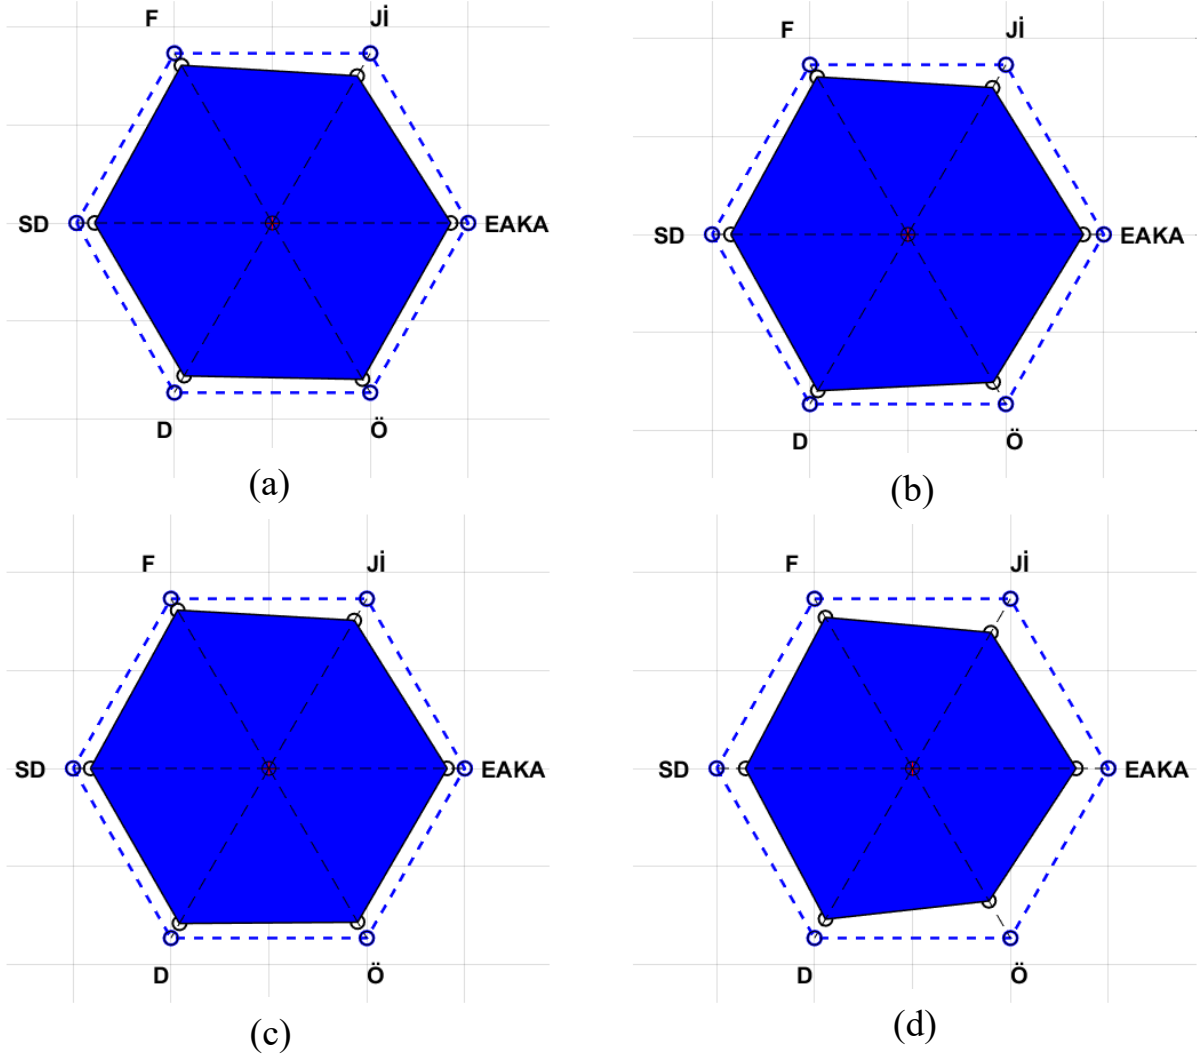 F Jİ
SD EAKA
D Ö
(a)
F Jİ
SD EAKA
D Ö
(b)
F Jİ
SD EAKA
D Ö
(c)
F Jİ
SD EAKA
D Ö
(d)